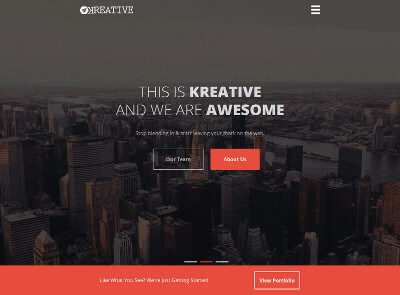 KREATIVE
THIS IS KREATIVE
AND WE ARE AWESOME
Stop blending in & start leaving your mark on the web.
Our Team
About Us
Like What You See? We're Just Getting Started
View Portfolio